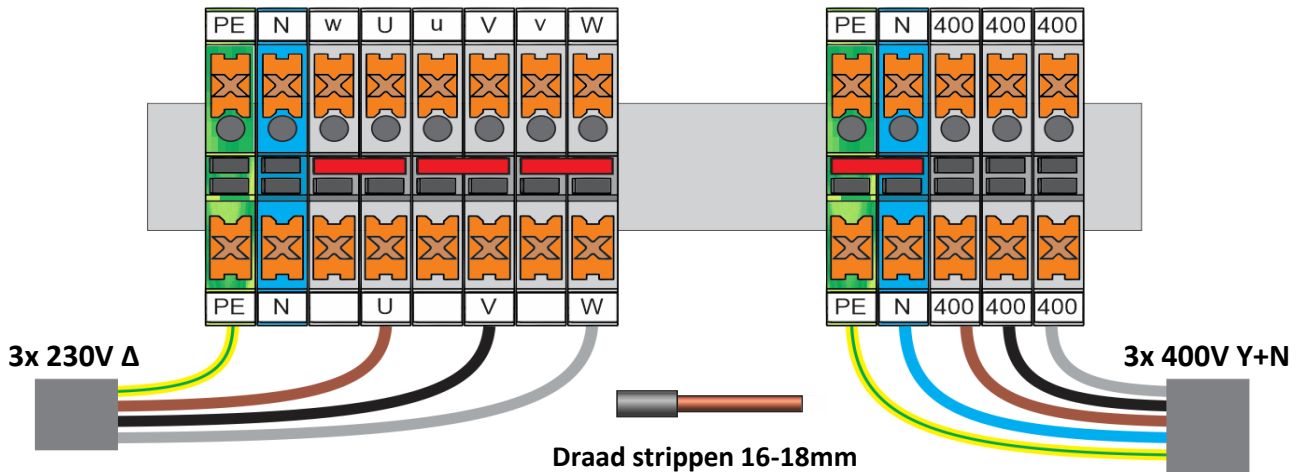 PE N w U u V v W
PE N 400 400 400
PE N U V W
PE N 400 400 400
3x 230V Δ
3x 400V Y+N
Draad strippen 16-18mm